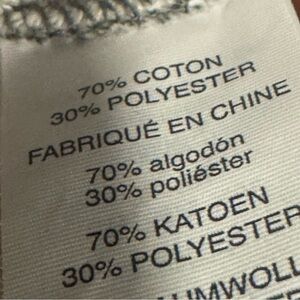 70% COTON
30% POLYESTER
FABRIQUÉ EN CHINE
70% algodón
30% poliéster
70% KATOEN
30% POLYESTER